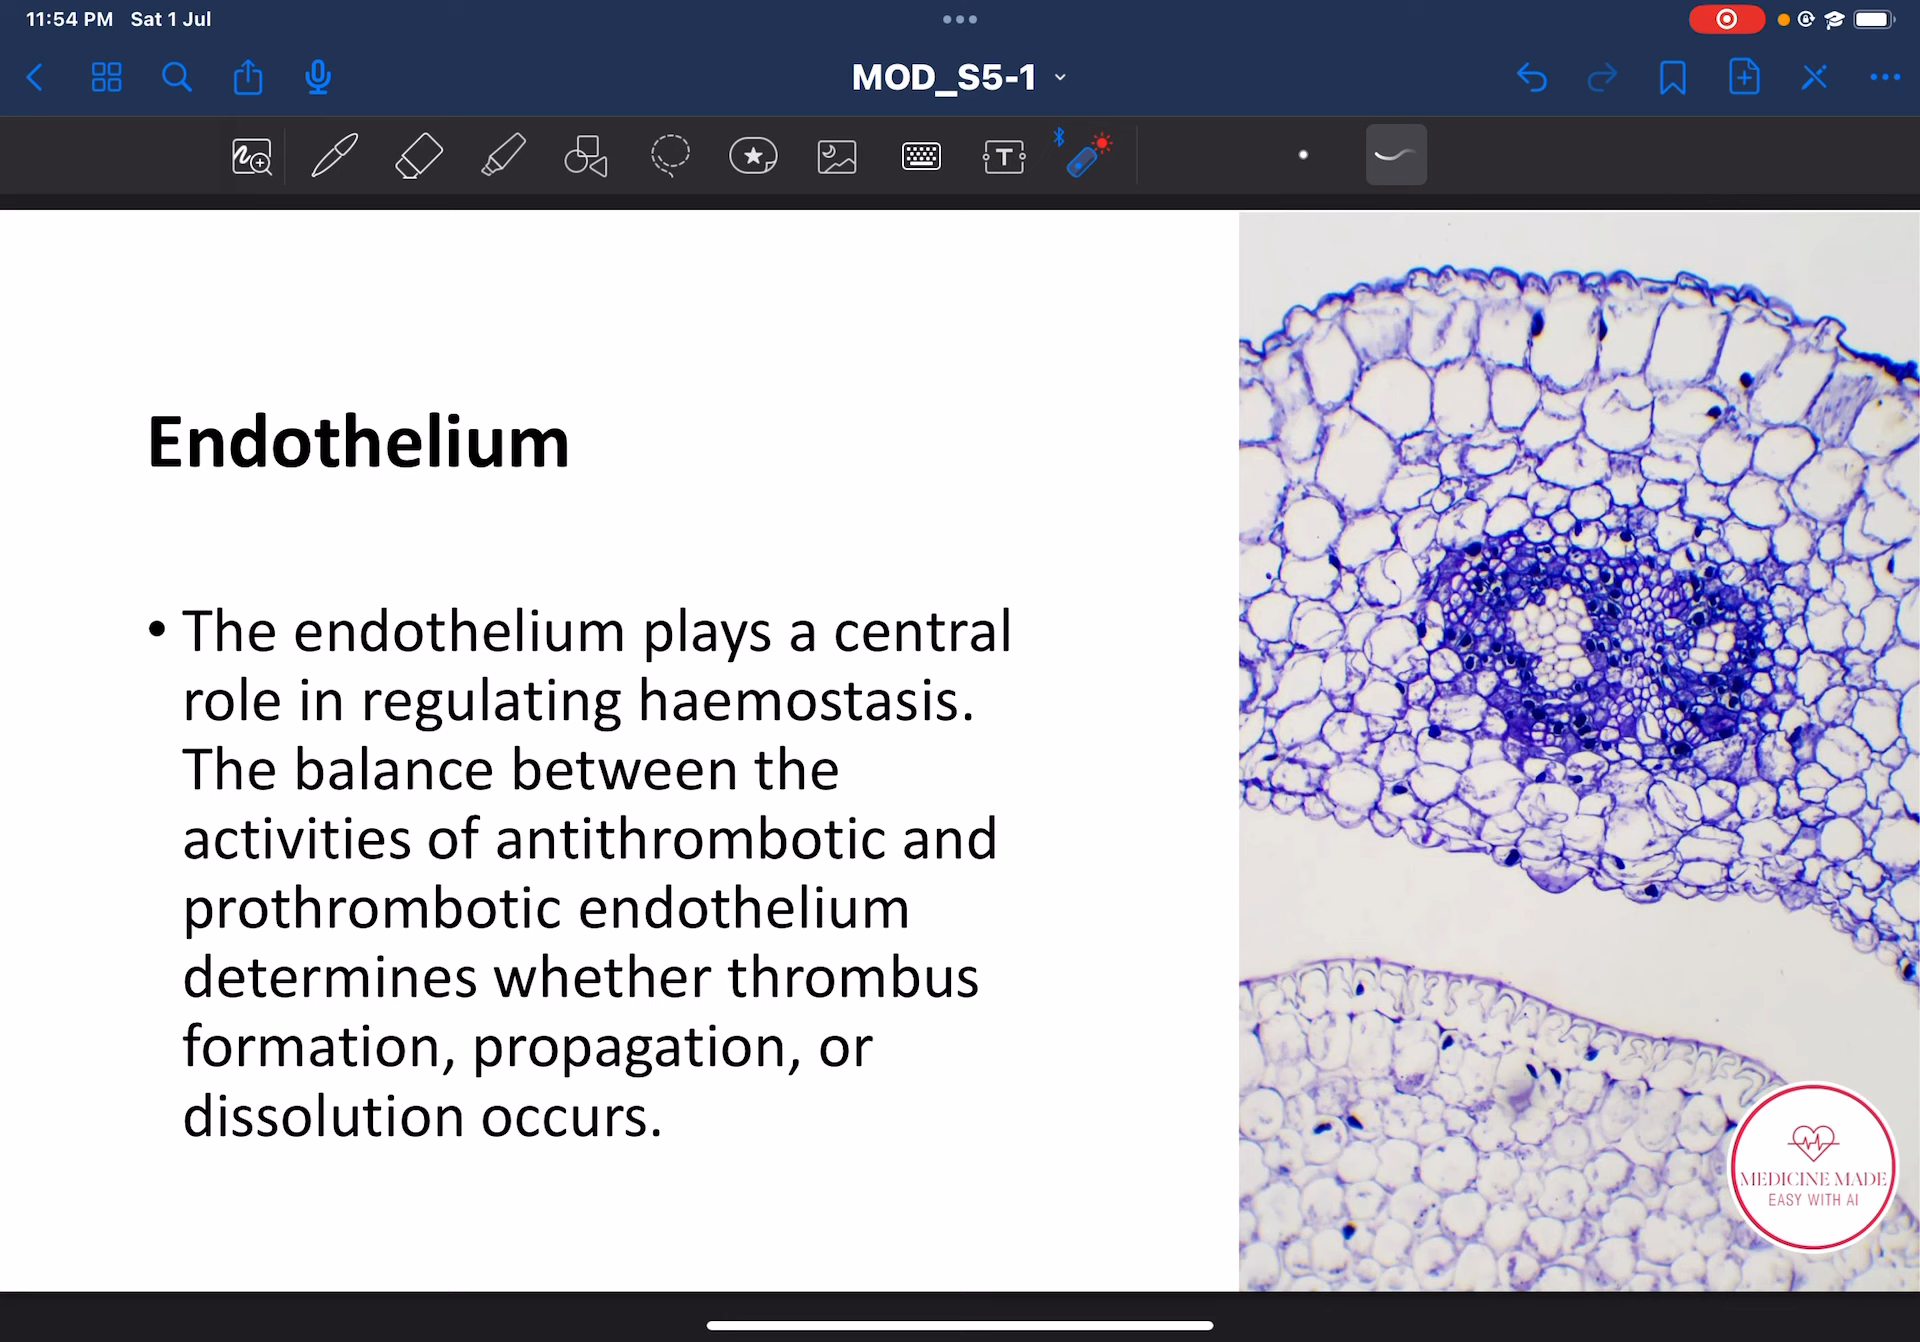 11:54 PM Sat 1 Jul
MOD_S5-1
T
Endothelium
• The endothelium plays a central
role in regulating haemostasis.
The balance between the
activities of antithrombotic and
prothrombotic endothelium
determines whether thrombus
formation, propagation, or
dissolution occurs.
MEDICINE MADE
EASY WITH AI